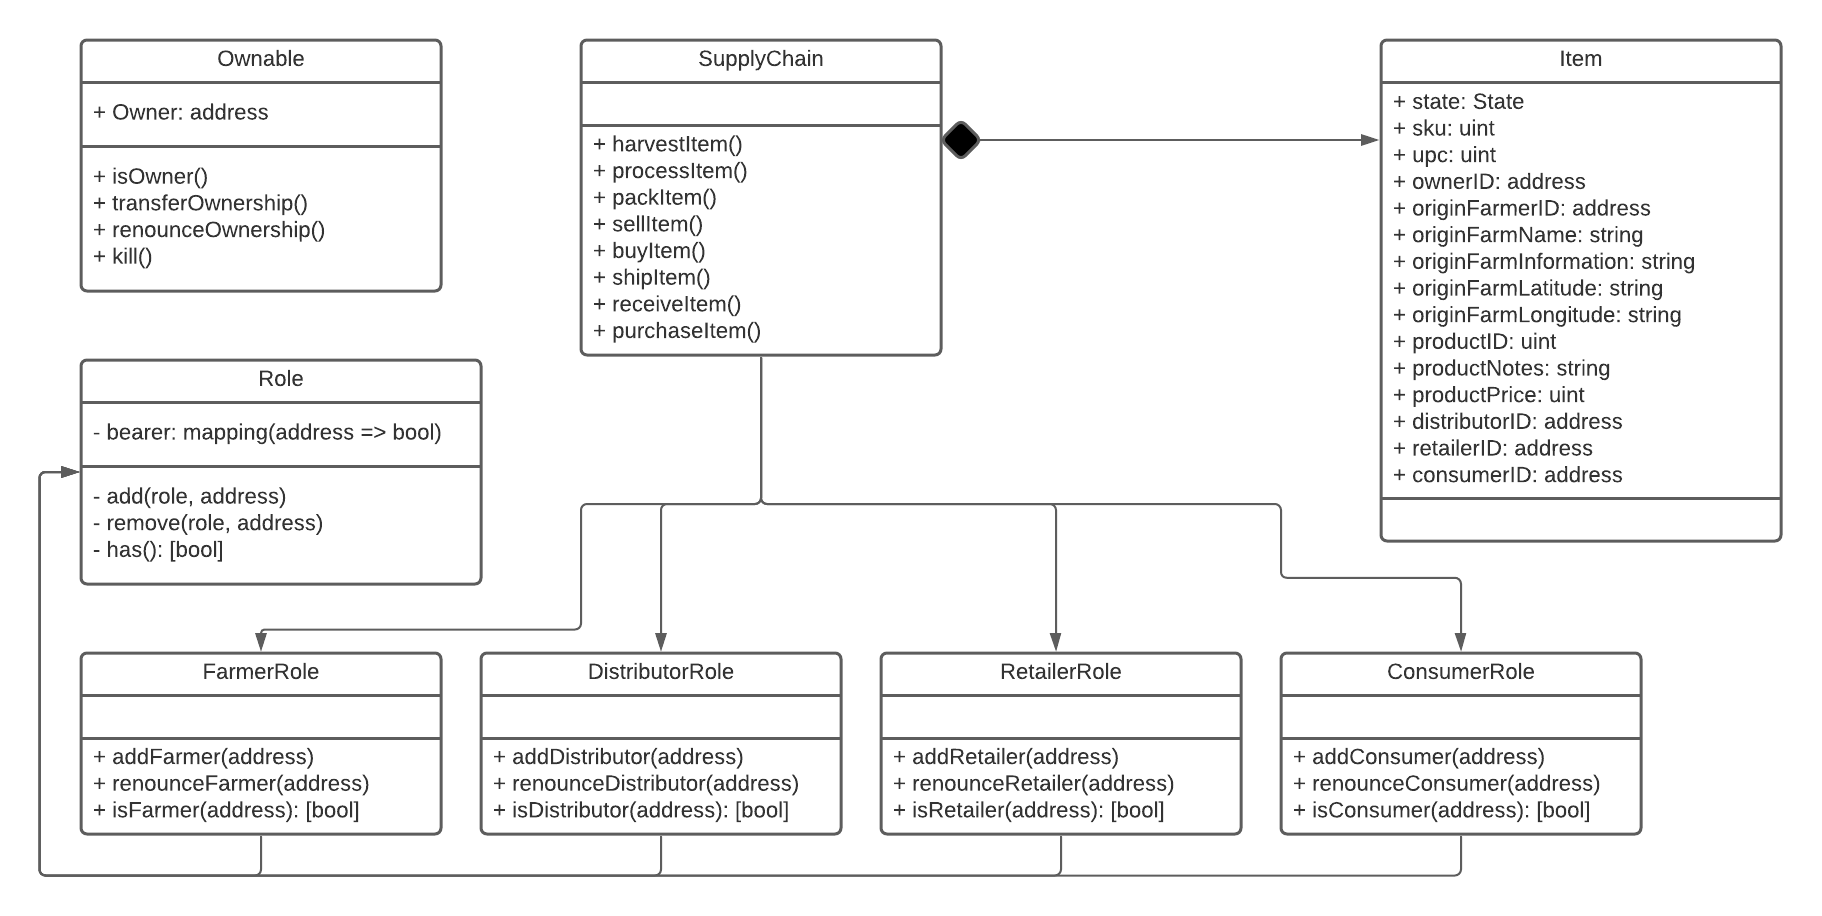 Ownable
+ Owner: address
+ isOwner()
+ transferOwnership()
+ renounceOwnership()
+ kill()
SupplyChain
+ harvestItem()
+ processItem()
+ packItem()
+ sellItem()
+ buyItem()
+ shipItem()
+ receiveItem()
+ purchaseItem()
Item
+ state: State
+ sku: uint
+ upc: uint
+ ownerID: address
+ originFarmerID: address
+ originFarmName: string
+ originFarmInformation: string
+ originFarmLatitude: string
+ originFarmLongitude: string
+ productID: uint
+ productNotes: string
+ productPrice: uint
+ distributorID: address
+ retailerID: address
+ consumerID: address
Role
- bearer: mapping(address => bool)
- add(role, address)
- remove(role, address)
- has(): [bool]
FarmerRole
+ addFarmer(address)
+ renounceFarmer(address)
+ isFarmer(address): [bool]
DistributorRole
+ addDistributor(address)
+ renounceDistributor(address)
+ isDistributor(address): [bool]
RetailerRole
+ addRetailer(address)
+ renounceRetailer(address)
+ isRetailer(address): [bool]
ConsumerRole
+ addConsumer(address)
+ renounceConsumer(address)
+ isConsumer(address): [bool]